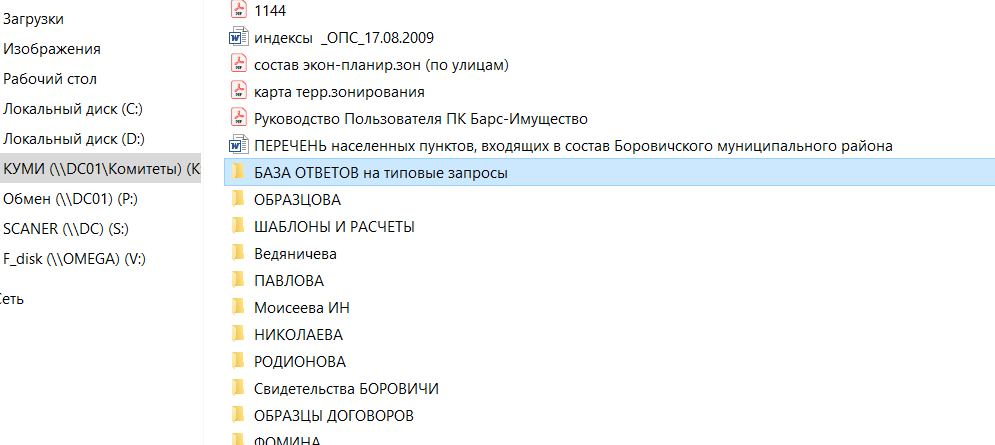 Загрузки
Изображения
Рабочий стол
Локальный диск (C:)
Локальный диск (D:)
КУМИ (\\DC01\Комитеты) (К
Обмен (\\DC01) (P:)
SCANER (\\DC) (S:)
F_disk (\\OMEGA) (V:)
Сеть
1144
индексы _ОПС_17.08.2009
состав экон-планир.зон (по улицам)
карта терр.зонирования
Руководство Пользователя ПК Барс-Имущество
ПЕРЕЧЕНЬ населенных пунктов, входящих в состав Боровичского муниципального района
БАЗА ОТВЕТОВ на типовые запросы
ОБРАЗЦОВА
ШАБЛОНЫ И РАСЧЕТЫ
Ведяничева
ПАВЛОВА
Моисеева ИН
НИКОЛАЕВА
РОДИОНОВА
Свидетельства БОРОВИЧИ
ОБРАЗЦЫ ДОГОВОРОВ
ФОМИНА